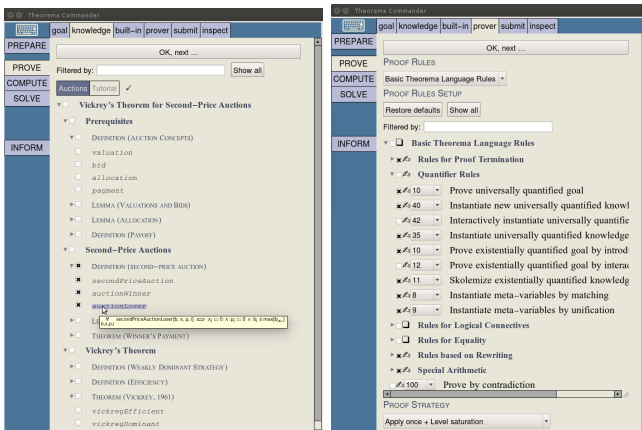 Theorema Commander
goal knowledge built-in prover submit inspect
PREPARE
PROVE
COMPUTE
SOLVE
INFORM
OK, next ...
Filtered by:
Show all
Auctions Tutorial ✓
Vickrey's Theorem for Second-Price Auctions
Prerequisites
Definition (Auction Concepts)
valuation
bid
allocation
payment
Lemma (Valuations and Bids)
Lemma (Allocation)
Definition (Payoff)
Second-Price Auctions
Definition (second-price auction)
secondPriceAuction
auctionWinner
auctionLoser
Theorem (Winner's Payment)
Vickrey's Theorem
Definition (Weakly Dominant Strategy)
Definition (Efficiency)
Theorem (Vickrey, 1961)
vickreyEfficient
vickreyDominant
Theorema Commander
goal knowledge built-in prover submit inspect
PREPARE
PROVE
COMPUTE
SOLVE
INFORM
OK, next ...
Proof Rules
Basic Theorema Language Rules
Proof Rules Setup
Restore defaults Show all
Filtered by:
Basic Theorema Language Rules
Rules for Proof Termination
Quantifier Rules
10 Prove universally quantified goal
40 Instantiate new universally quantified knowl
42 Interactively instantiate universally quantifie
35 Instantiate universally quantified knowledge
10 Prove existentially quantified goal by introd
12 Prove existentially quantified goal by interac
11 Skolemize existentially quantified knowledg
8 Instantiate meta-variables by matching
9 Instantiate meta-variables by unification
Rules for Logical Connectives
Rules for Equality
Rules based on Rewriting
Special Arithmetic
100 Prove by contradiction
Proof Strategy
Apply once + Level saturation